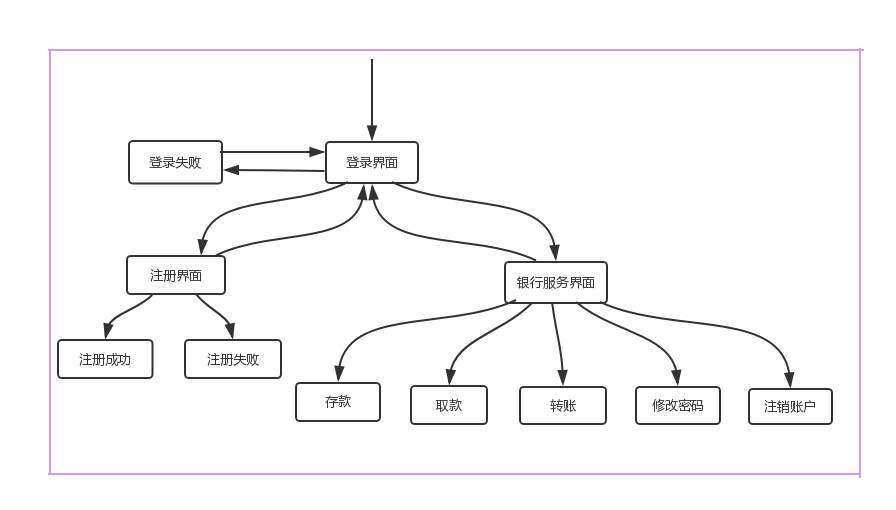 登录失败
登录界面
注册界面
银行服务界面
注册成功
注册失败
存款
取款
转账
修改密码
注销账户